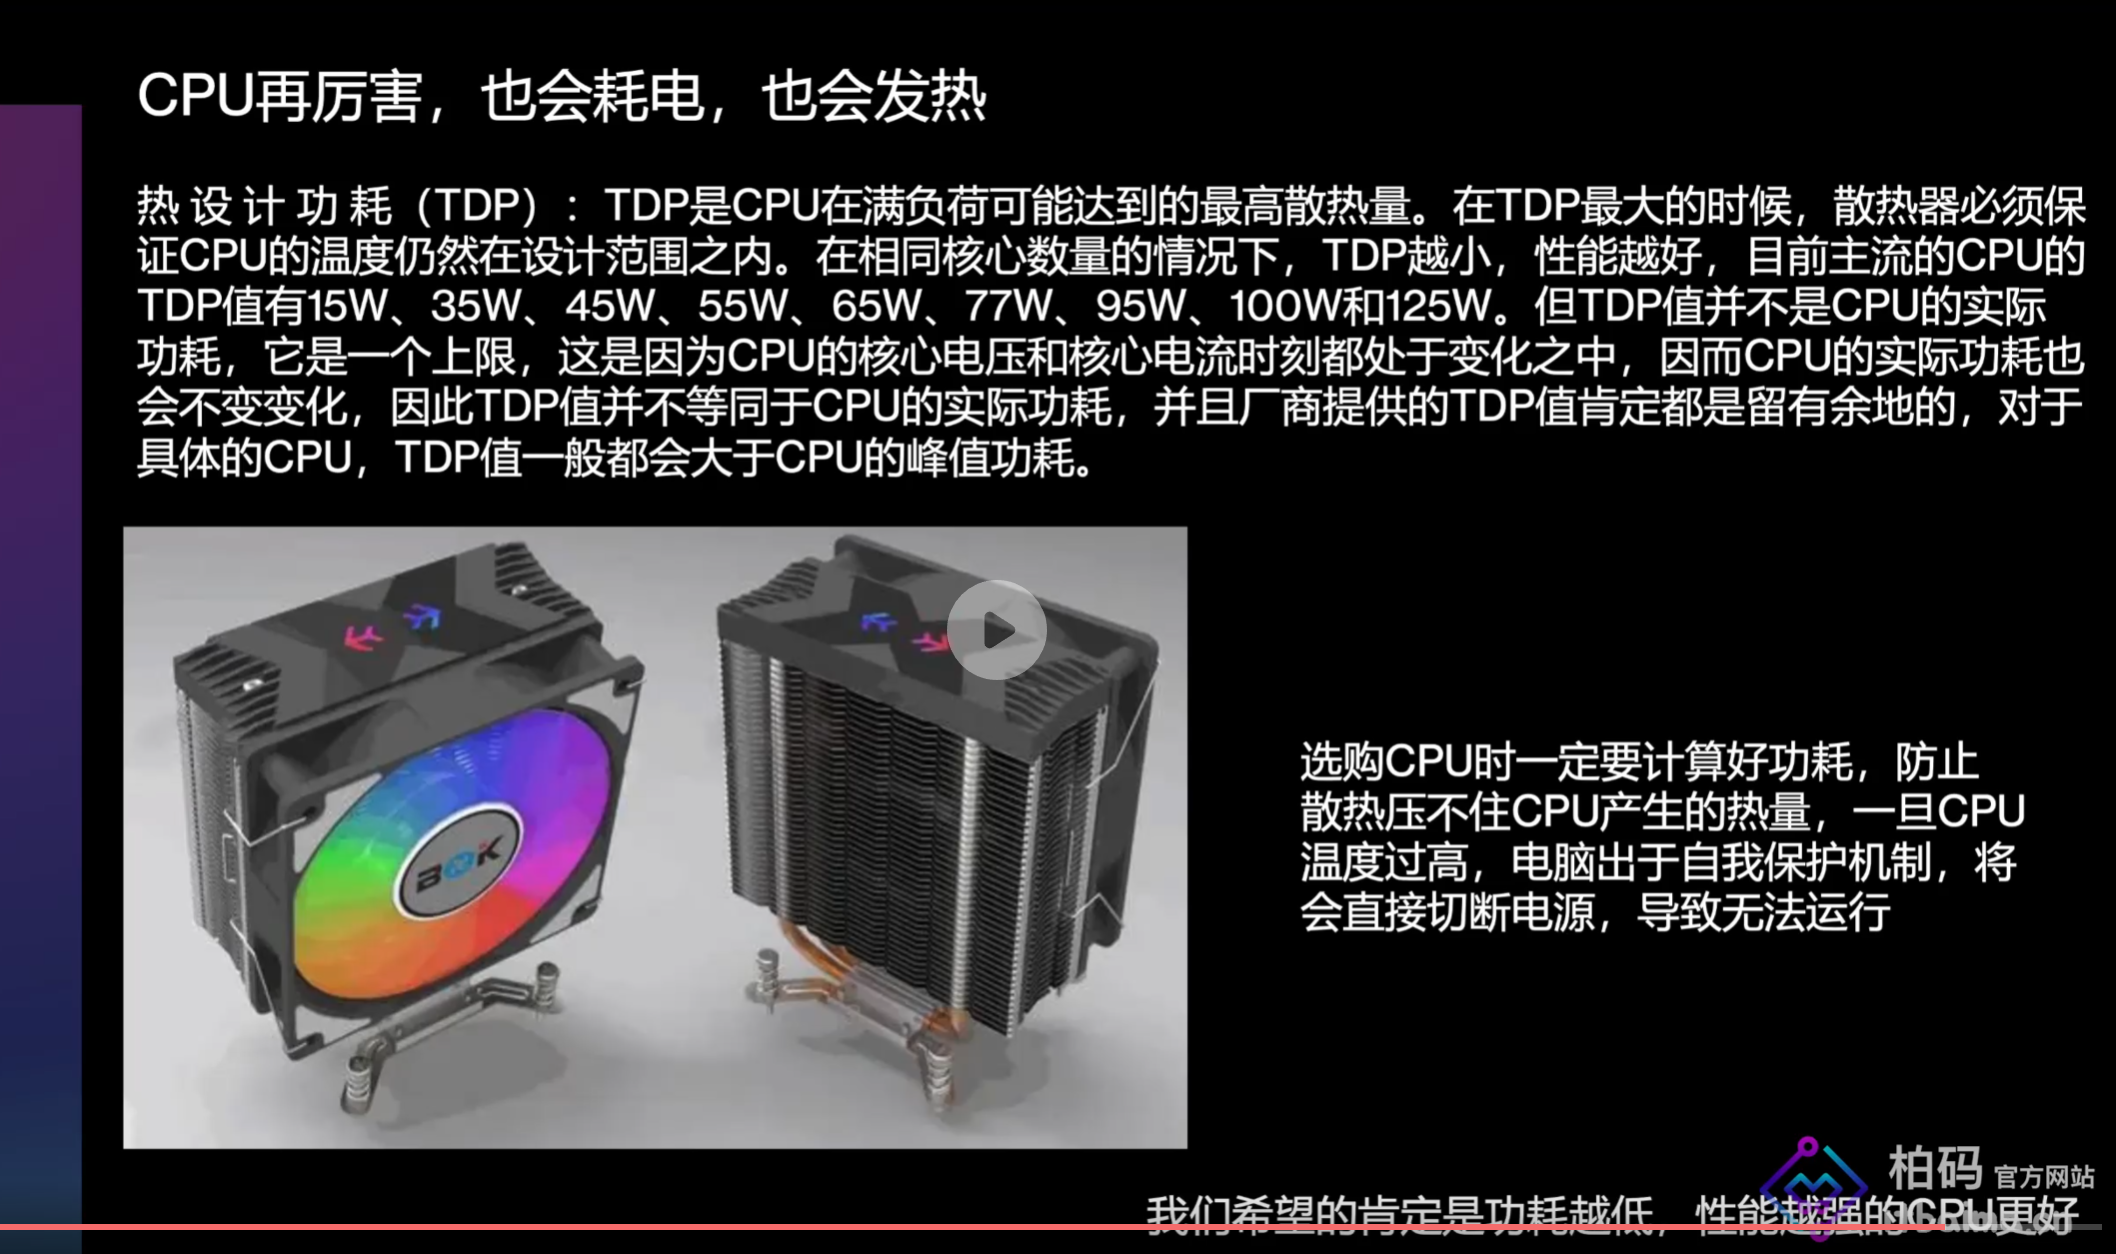 CPU再厉害，也会耗电，也会发热
热设计功耗（TDP）：TDP是CPU在满负荷可能达到的最高散热量。在TDP最大的时候，散热器必须保
证CPU的温度仍然在设计范围之内。在相同核心数量的情况下，TDP越小，性能越好，目前主流的CPU的
TDP值有15W、35W、45W、55W、65W、77W、95W、100W和125W。但TDP值并不是CPU的实际
功耗，它是一个上限，这是因为CPU的核心电压和核心电流时刻都处于变化之中，因而CPU的实际功耗也
会不变变化，因此TDP值并不等同于CPU的实际功耗，并且厂商提供的TDP值肯定都是留有余地的，对于
具体的CPU，TDP值一般都会大于CPU的峰值功耗。
BOK
选购CPU时一定要计算好功耗，防止
散热压不住CPU产生的热量，一旦CPU
温度过高，电脑出于自我保护机制，将
会直接切断电源，导致无法运行
柏码 官方网站
我们希望的肯定是功耗越低，性能越强的CPU更好